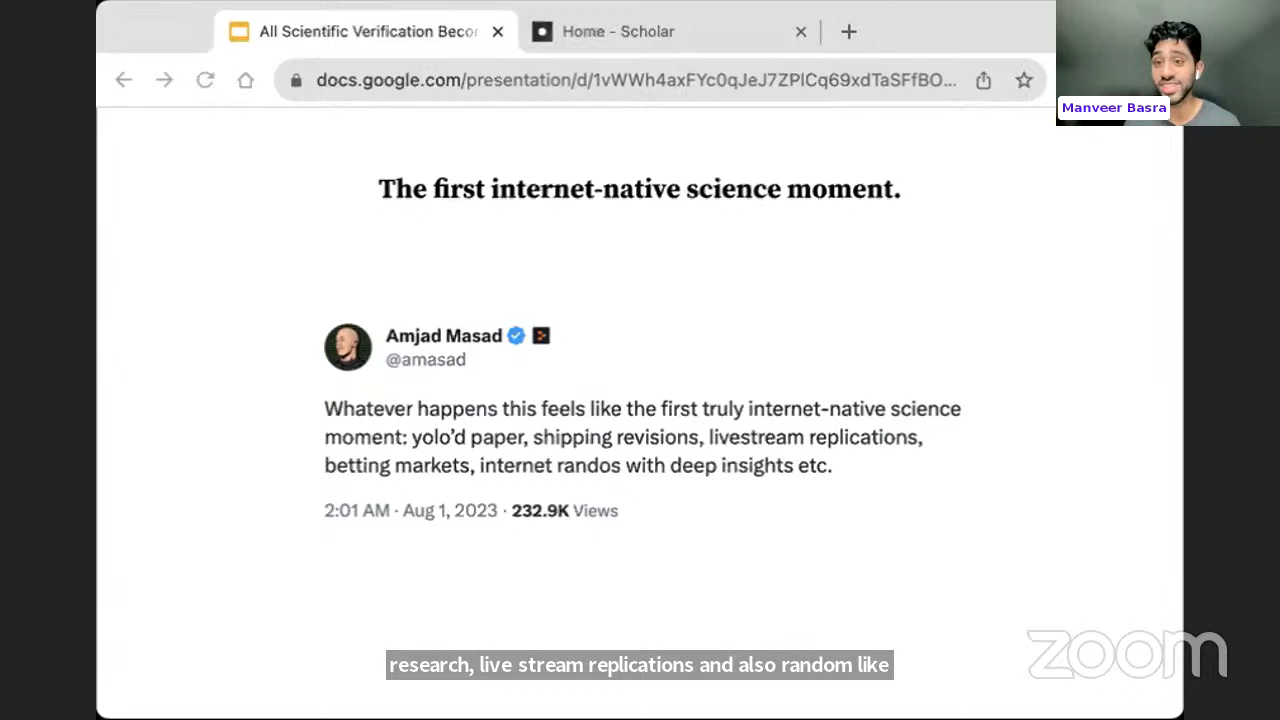 All Scientific Verification Becor
Home - Scholar
docs.google.com/presentation/d/1vWWh4axFYc0qJeJ7ZPlCq69xdTaSFfBO...
Manveer Basra
The first internet-native science moment.
Amjad Masad
@amasad
Whatever happens this feels like the first truly internet-native science
moment: yolo’d paper, shipping revisions, livestream replications,
betting markets, internet randos with deep insights etc.
2:01 AM · Aug 1, 2023 · 232.9K Views
research, live stream replications and also random like
zoom